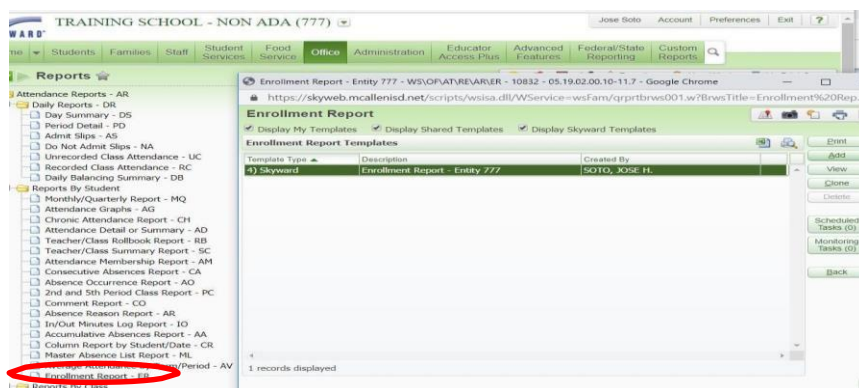 TRAINING SCHOOL - NON ADA (777)
Jose Soto Account Preferences Exit ?
WARD
me Students Families Staff Student Services Food Service Office Administration Educator Access Plus Advanced Features Federal/State Reporting Custom Reports
Reports
Attendance Reports - AR
Daily Reports - DR
Day Summary - DS
Period Detail - PD
Admit Slips - AS
Do Not Admit Slips - NA
Unrecorded Class Attendance - UC
Recorded Class Attendance - RC
Daily Balancing Summary - DB
Reports By Student
Monthly/Quarterly Report - MQ
Attendance Graphs - AG
Chronic Attendance Report - CH
Attendance Detail or Summary - AD
Teacher/Class Rollbook Report - RB
Teacher/Class Summary Report - SC
Attendance Membership Report - AM
Consecutive Absences Report - CA
Absence Occurrence Report - AO
2nd and 5th Period Class Report - PC
Comment Report - CO
Absence Reason Report - AR
In/Out Minutes Log Report - IO
Accumulative Absences Report - AA
Column Report by Student/Date - CR
Master Absence List Report - ML
Average Attendance By Term/Period - AV
Enrollment Report - ER
Reports By Class
Enrollment Report - Entity 777 - WS\OF\AT\RE\AR\ER - 10832 - 05.19.02.00.10-11.7 - Google Chrome
https://skyweb.mcallenisd.net/scripts/wsisa.dll/WService=wsFam/qrprtbrws001.w?BrwsTitle=Enrollment%20Rep
Enrollment Report
Display My Templates Display Shared Templates Display Skyward Templates
Enrollment Report Templates
Template Type Description Created By
4) Skyward Enrollment Report - Entity 777 SOTO, JOSE H.
1 records displayed
Print
Add
View
Clone
Delete
Scheduled
Tasks (0)
Monitoring
Tasks (0)
Back